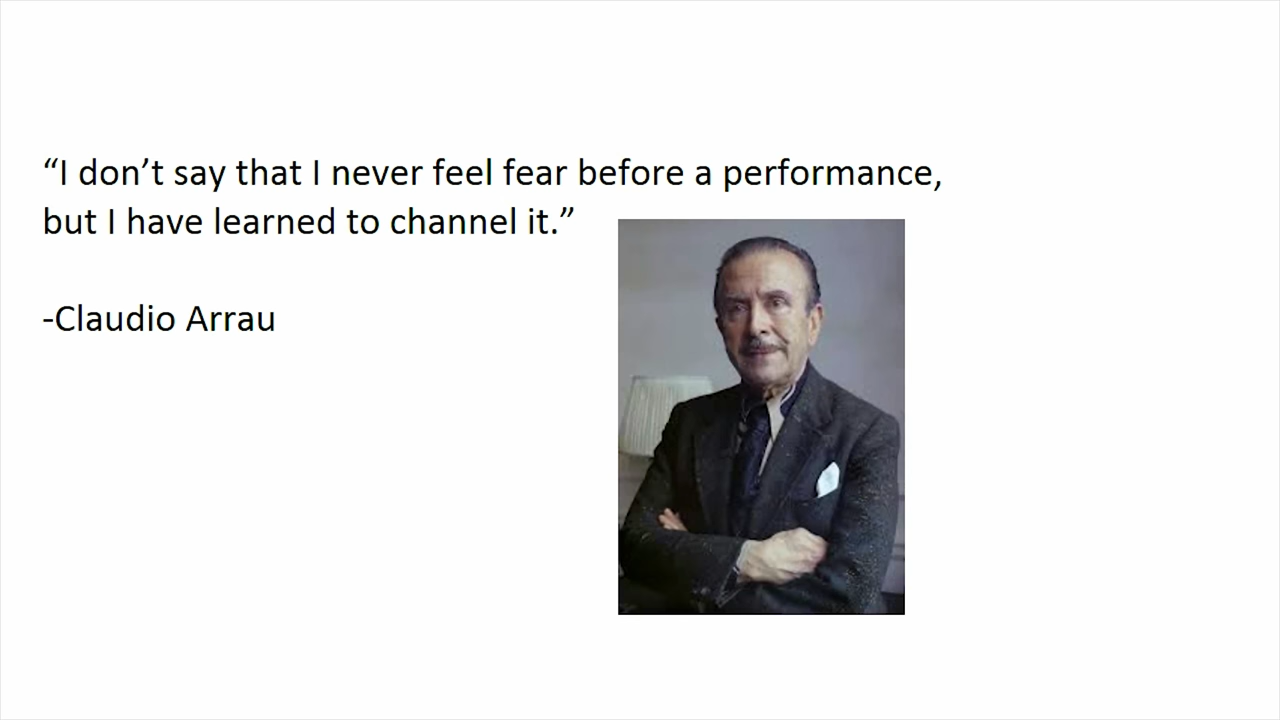 “I don’t say that I never feel fear before a performance,
but I have learned to channel it.”
-Claudio Arrau